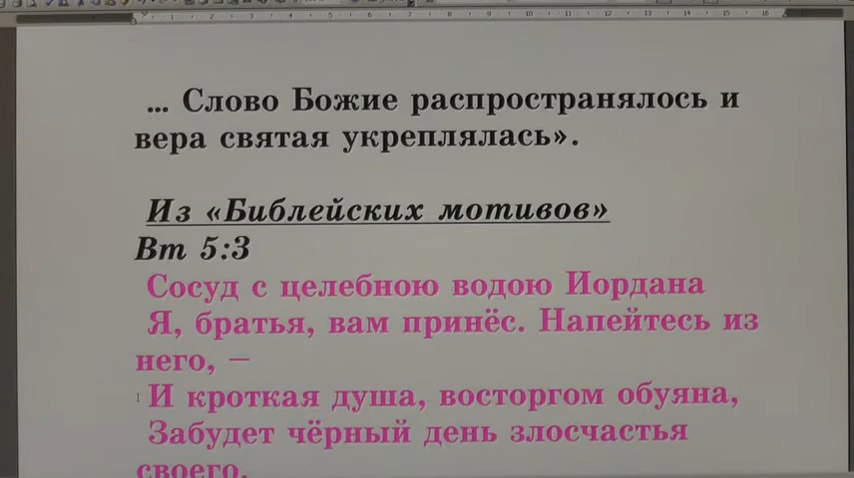 ... Слово Божие распространялось и
вера святая укреплялась».
Из «Библейских мотивов»
Вт 5:3
Сосуд с целебною водою Иордана
Я, братья, вам принёс. Напейтесь из
него, —
И кроткая душа, восторгом обуяна,
Забудет чёрный день злосчастья
своего.